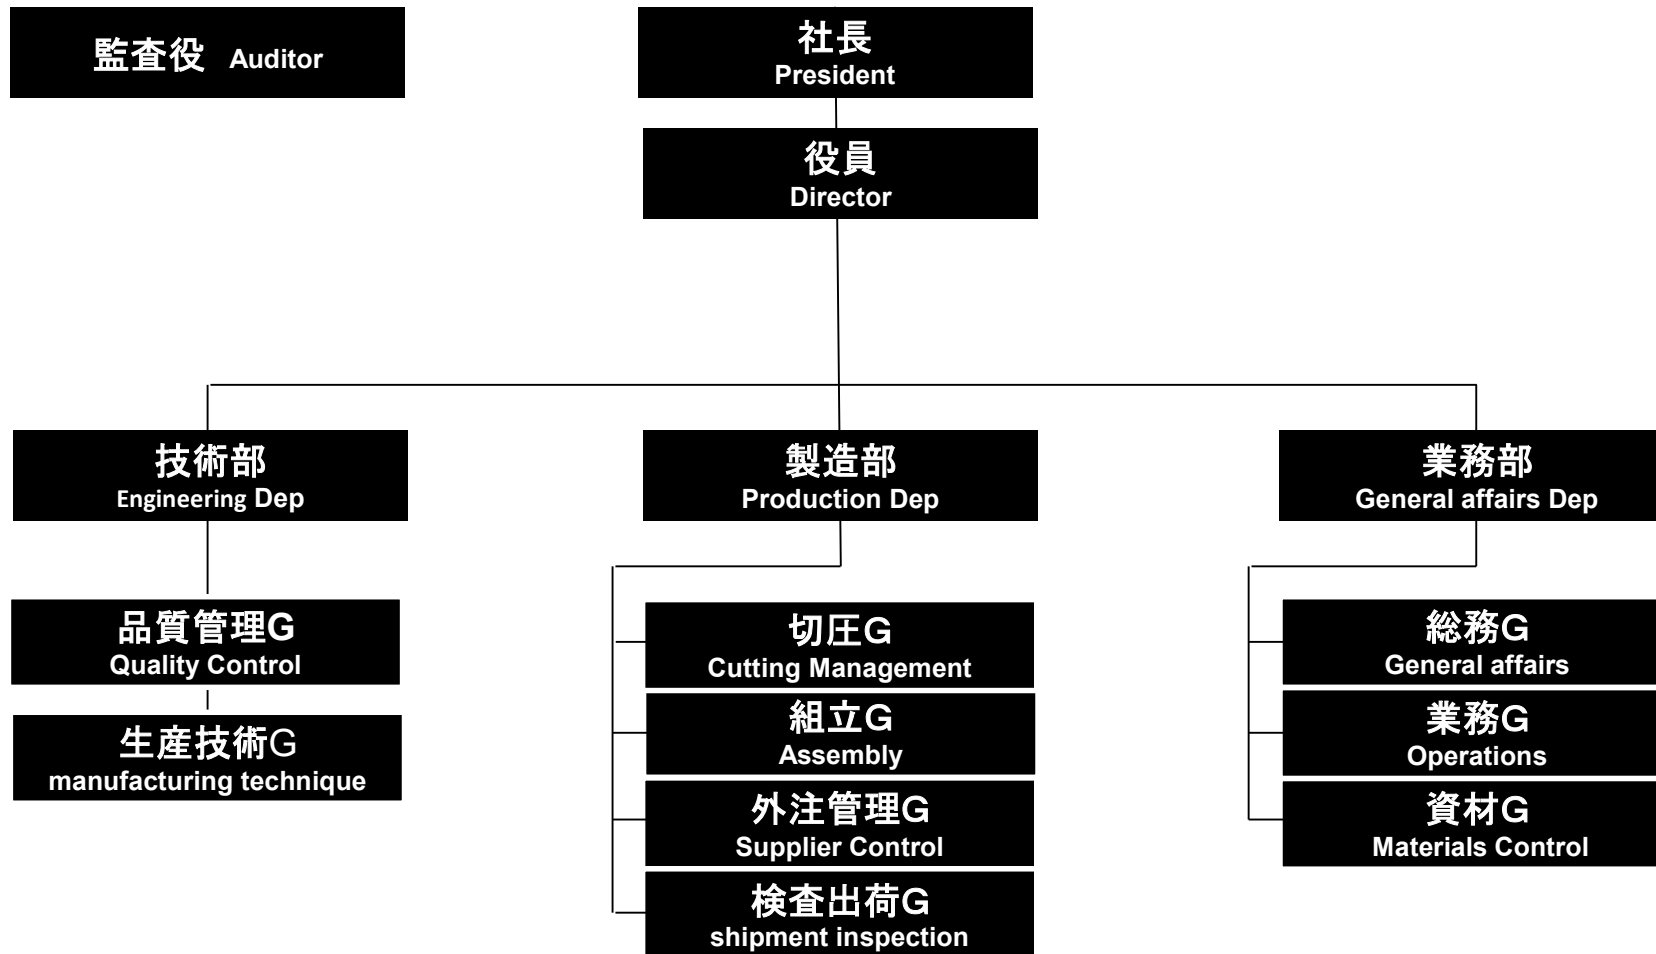 監査役 Auditor
社長
President
役員
Director
技術部
Engineering Dep
製造部
Production Dep
業務部
General affairs Dep
品質管理G
Quality Control
生産技術G
manufacturing technique
切圧G
Cutting Management
組立G
Assembly
外注管理G
Supplier Control
検査出荷G
shipment inspection
総務G
General affairs
業務G
Operations
資材G
Materials Control